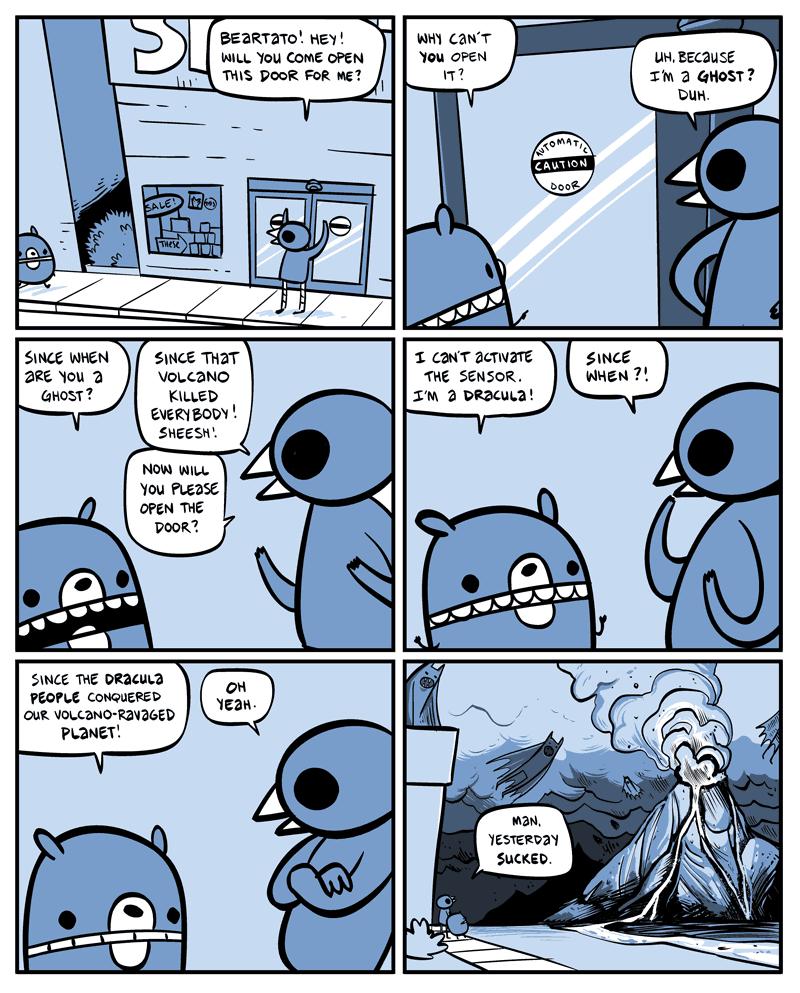 BEARTATO! HEY!
WILL YOU COME OPEN
THIS DOOR FOR ME?
SALE!
THESE
WHY CAN'T
YOU OPEN
IT?
UH, BECAUSE
I'M A GHOST?
DUH.
AUTOMATIC
CAUTION
DOOR
SINCE WHEN
ARE YOU A
GHOST?
SINCE THAT
VOLCANO
KILLED
EVERYBODY!
SHEESH!
NOW WILL
YOU PLEASE
OPEN THE
DOOR?
I CAN'T ACTIVATE
THE SENSOR.
I'M A DRACULA!
SINCE
WHEN?!
SINCE THE DRACULA
PEOPLE CONQUERED
OUR VOLCANO-RAVAGED
PLANET!
OH
YEAH.
MAN,
YESTERDAY
SUCKED.